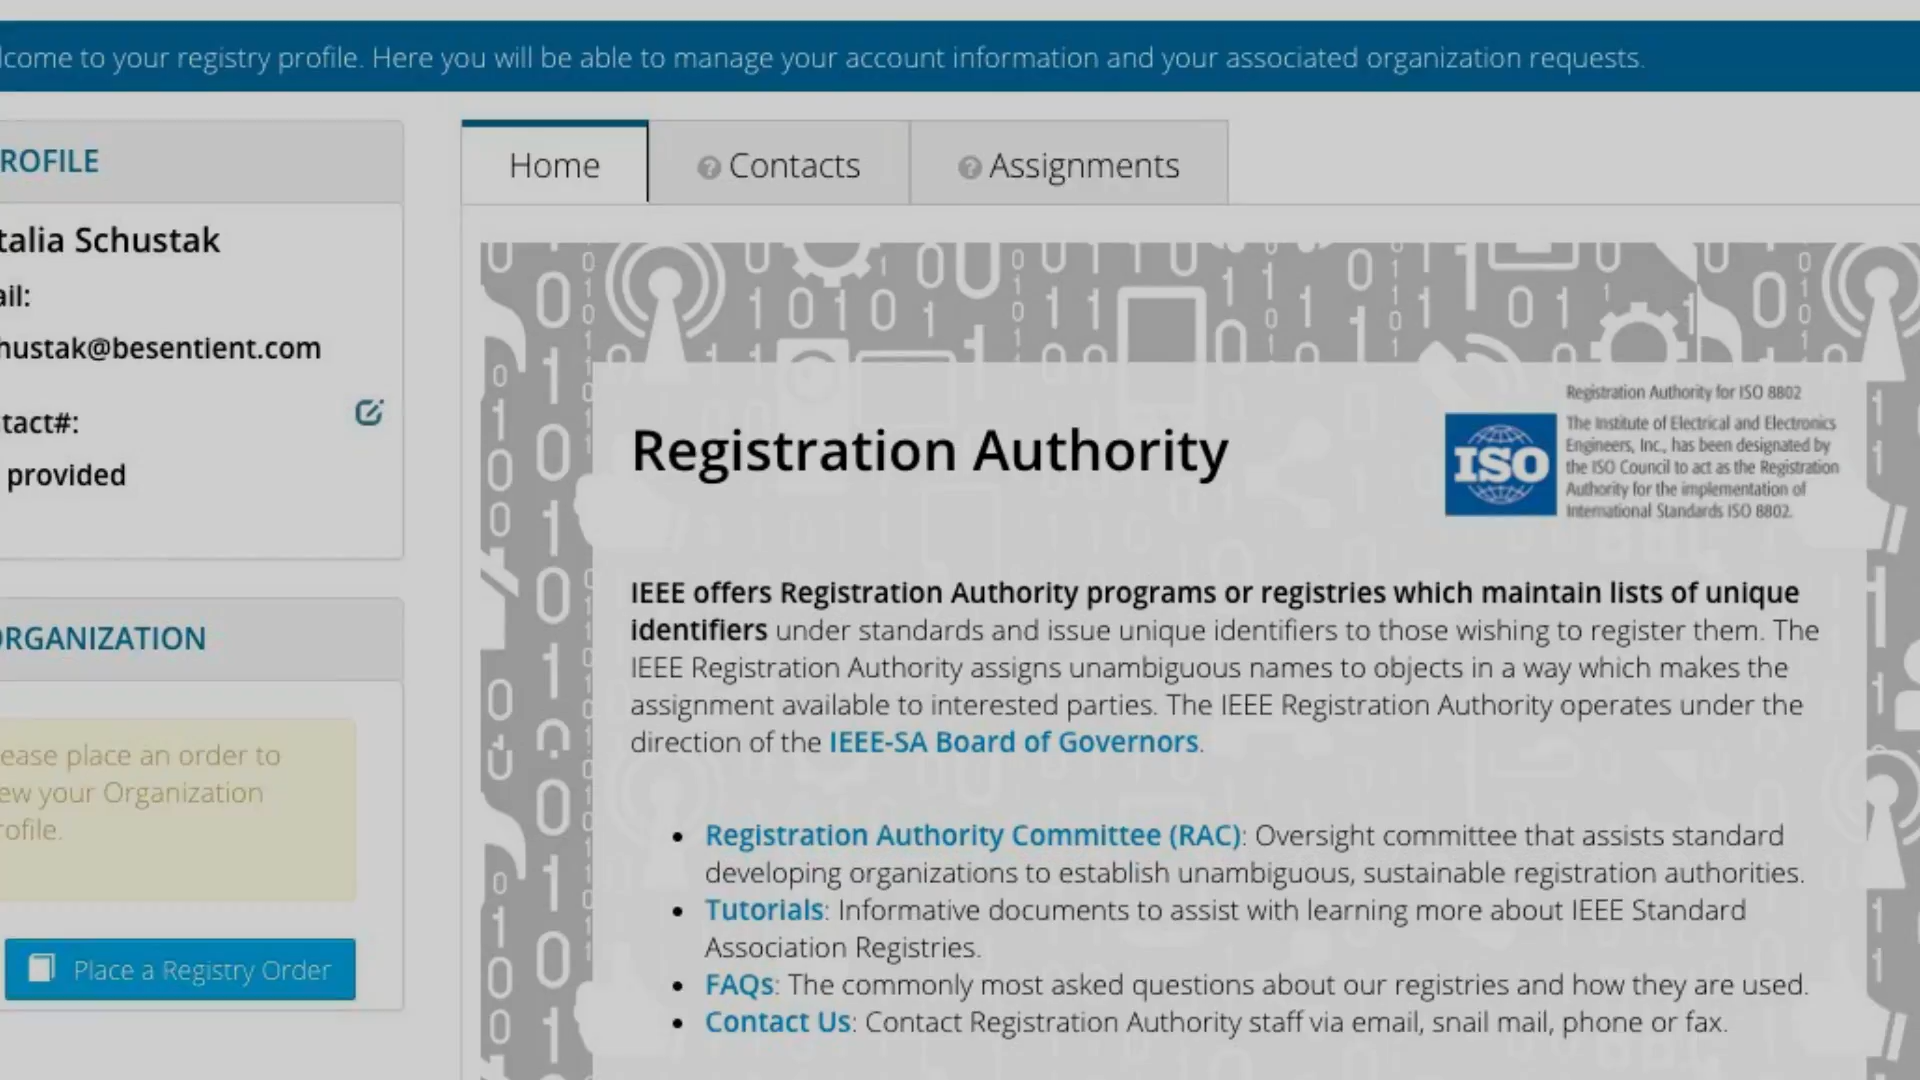 lcome to your registry profile. Here you will be able to manage your account information and your associated organization requests.
ROFILE
talia Schustak
ail:
hustak@besentient.com
tact#:
provided
ORGANIZATION
ease place an order to
ew your Organization
rofile.
Place a Registry Order
Home
Contacts
Assignments
Registration Authority
ISO
Registration Authority for ISO 8802
The Institute of Electrical and Electronics
Engineers, Inc., has been designated by
the ISO Council to act as the Registration
Authority for the implementation of
International Standards ISO 8802.
IEEE offers Registration Authority programs or registries which maintain lists of unique
identifiers under standards and issue unique identifiers to those wishing to register them. The
IEEE Registration Authority assigns unambiguous names to objects in a way which makes the
assignment available to interested parties. The IEEE Registration Authority operates under the
direction of the IEEE-SA Board of Governors.
• Registration Authority Committee (RAC): Oversight committee that assists standard
developing organizations to establish unambiguous, sustainable registration authorities.
• Tutorials: Informative documents to assist with learning more about IEEE Standard
Association Registries.
• FAQs: The commonly most asked questions about our registries and how they are used.
• Contact Us: Contact Registration Authority staff via email, snail mail, phone or fax.